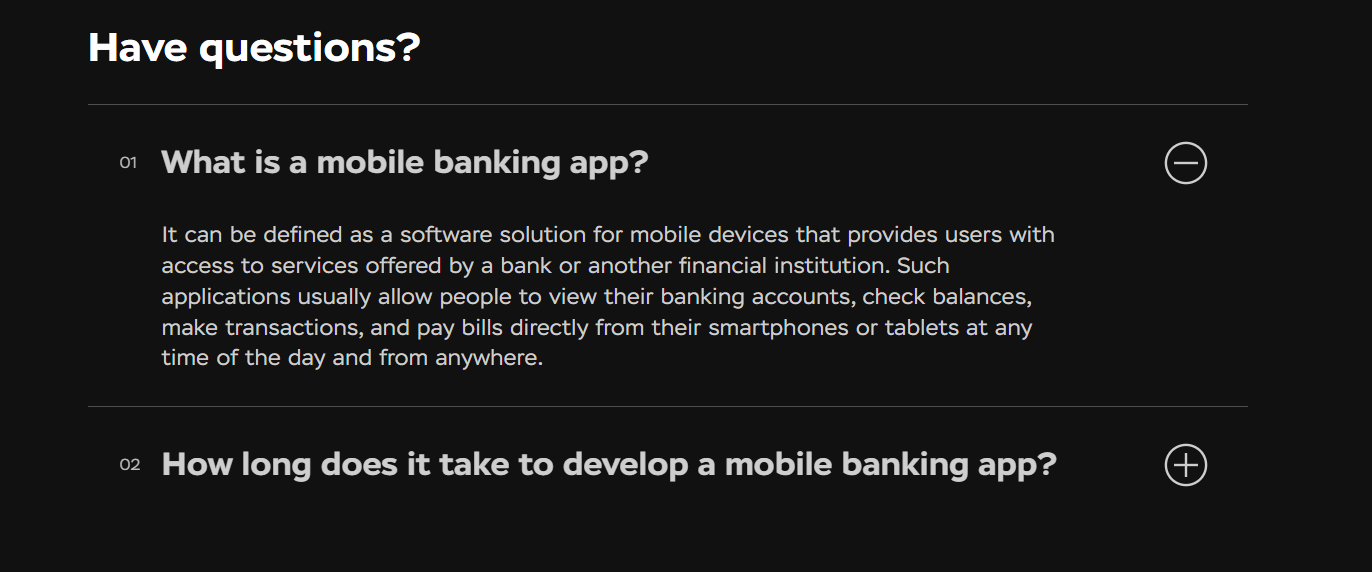 Have questions?
01 What is a mobile banking app?
It can be defined as a software solution for mobile devices that provides users with
access to services offered by a bank or another financial institution. Such
applications usually allow people to view their banking accounts, check balances,
make transactions, and pay bills directly from their smartphones or tablets at any
time of the day and from anywhere.
02 How long does it take to develop a mobile banking app?